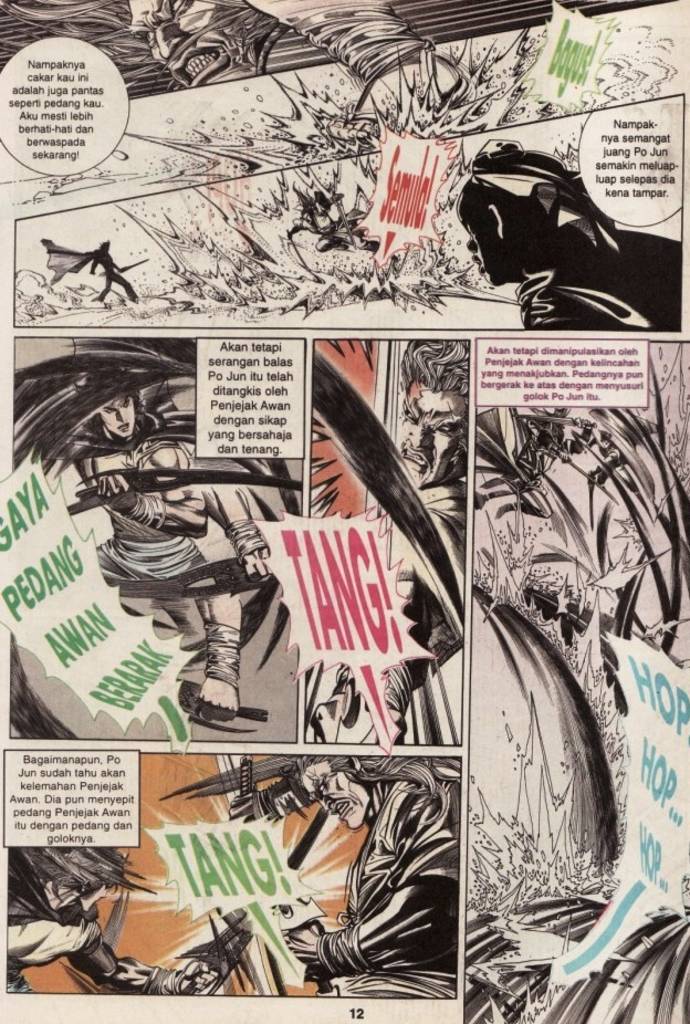 Nampaknya
cakar kau ini
adalah juga pantas
seperti pedang kau.
Aku mesti lebih
berhati-hati dan
berwaspada
sekarang!
Bagus!
Nampak-
nya semangat
juang Po Jun
semakin meluap-
luap selepas dia
kena tampar.
Semula!
Akan tetapi
serangan balas
Po Jun itu telah
ditangkis oleh
Penjejak Awan
dengan sikap
yang bersahaja
dan tenang.
Akan tetapi dimanipulasikan oleh
Penjejak Awan dengan kelincahan
yang menakjubkan. Pedangnya pun
bergerak ke atas dengan menyusuri
golok Po Jun itu.
GAYA
PEDANG
AWAN
BERARAK
!
TANG!
HOP..
HOP...
HOP...
Bagaimanapun, Po
Jun sudah tahu akan
kelemahan Penjejak
Awan. Dia pun menyepit
pedang Penjejak Awan
itu dengan pedang dan
goloknya.
TANG!
12